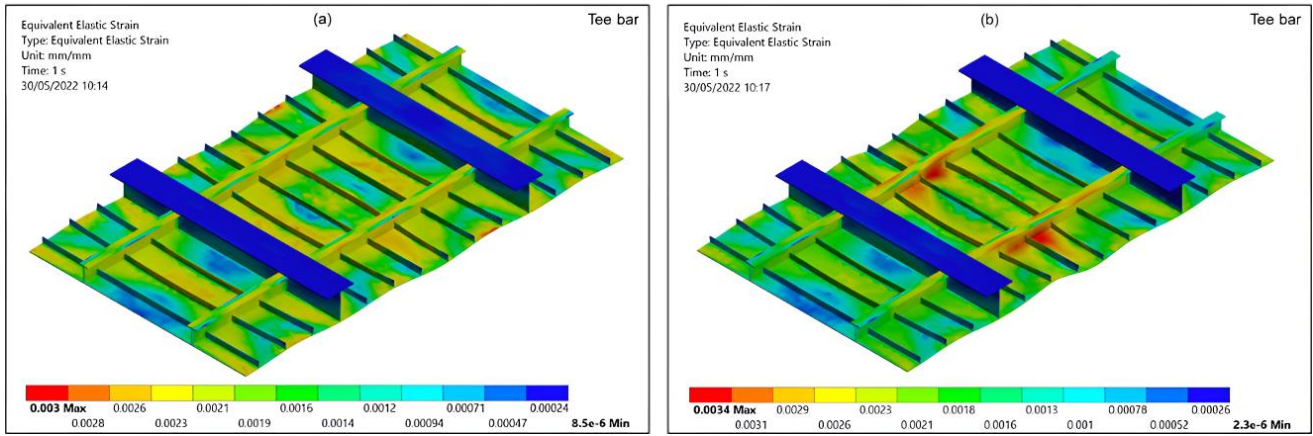 (a)
Tee bar
Equivalent Elastic Strain
Type: Equivalent Elastic Strain
Unit: mm/mm
Time: 1 s
30/05/2022 10:14
0.003 Max 0.0026 0.0021 0.0016 0.0012 0.00071 0.00024
0.0028 0.0023 0.0019 0.0014 0.00094 0.00047 8.5e-6 Min
(b)
Tee bar
Equivalent Elastic Strain
Type: Equivalent Elastic Strain
Unit: mm/mm
Time: 1 s
30/05/2022 10:17
0.0034 Max 0.0029 0.0023 0.0018 0.0013 0.00078 0.00026
0.0031 0.0026 0.0021 0.0016 0.001 0.00052 2.3e-6 Min